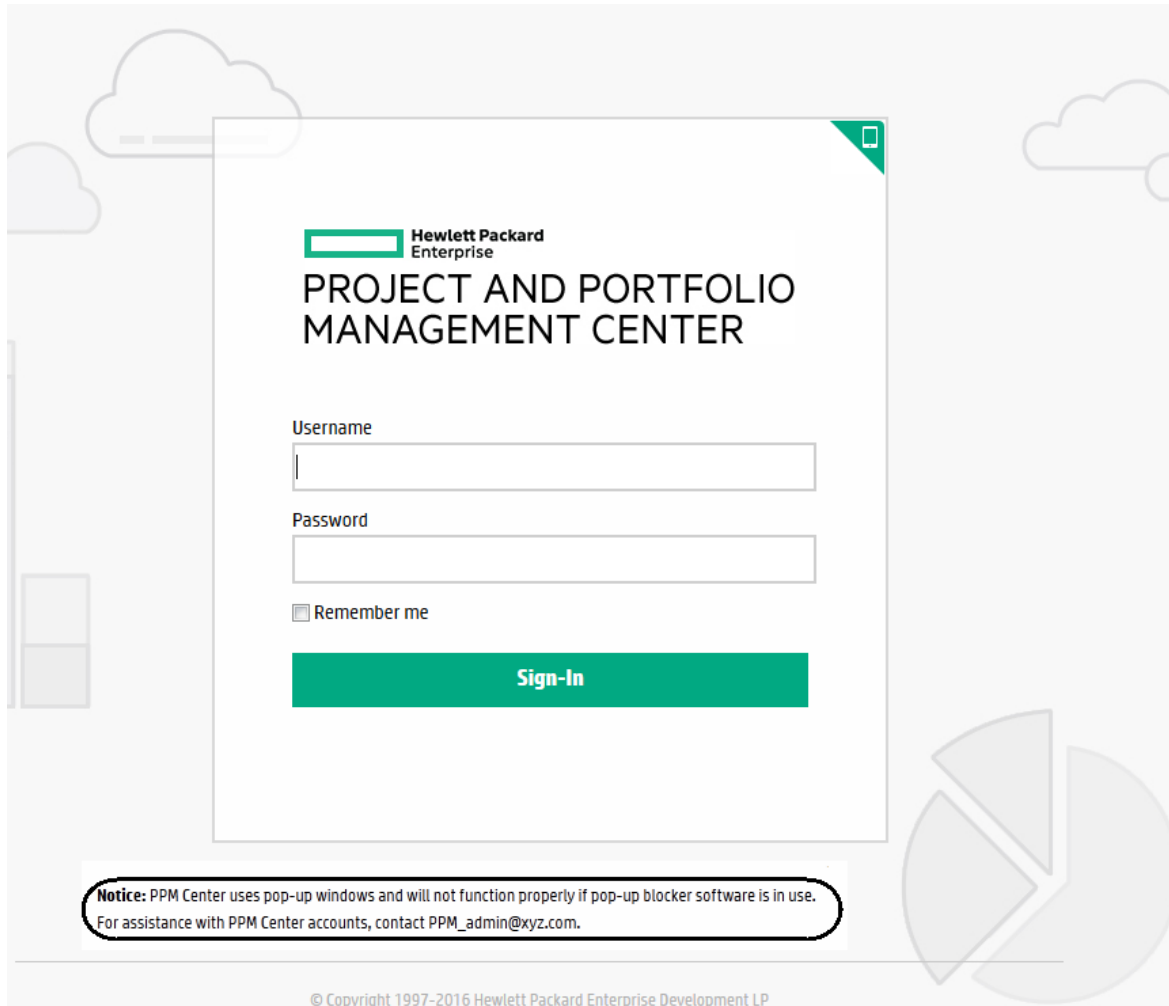 Hewlett Packard
Enterprise
PROJECT AND PORTFOLIO
MANAGEMENT CENTER
Username
Password
Remember me
Sign-In
Notice: PPM Center uses pop-up windows and will not function properly if pop-up blocker software is in use.
For assistance with PPM Center accounts, contact PPM_admin@xyz.com.
© Copyright 1997-2016 Hewlett Packard Enterprise Development LP